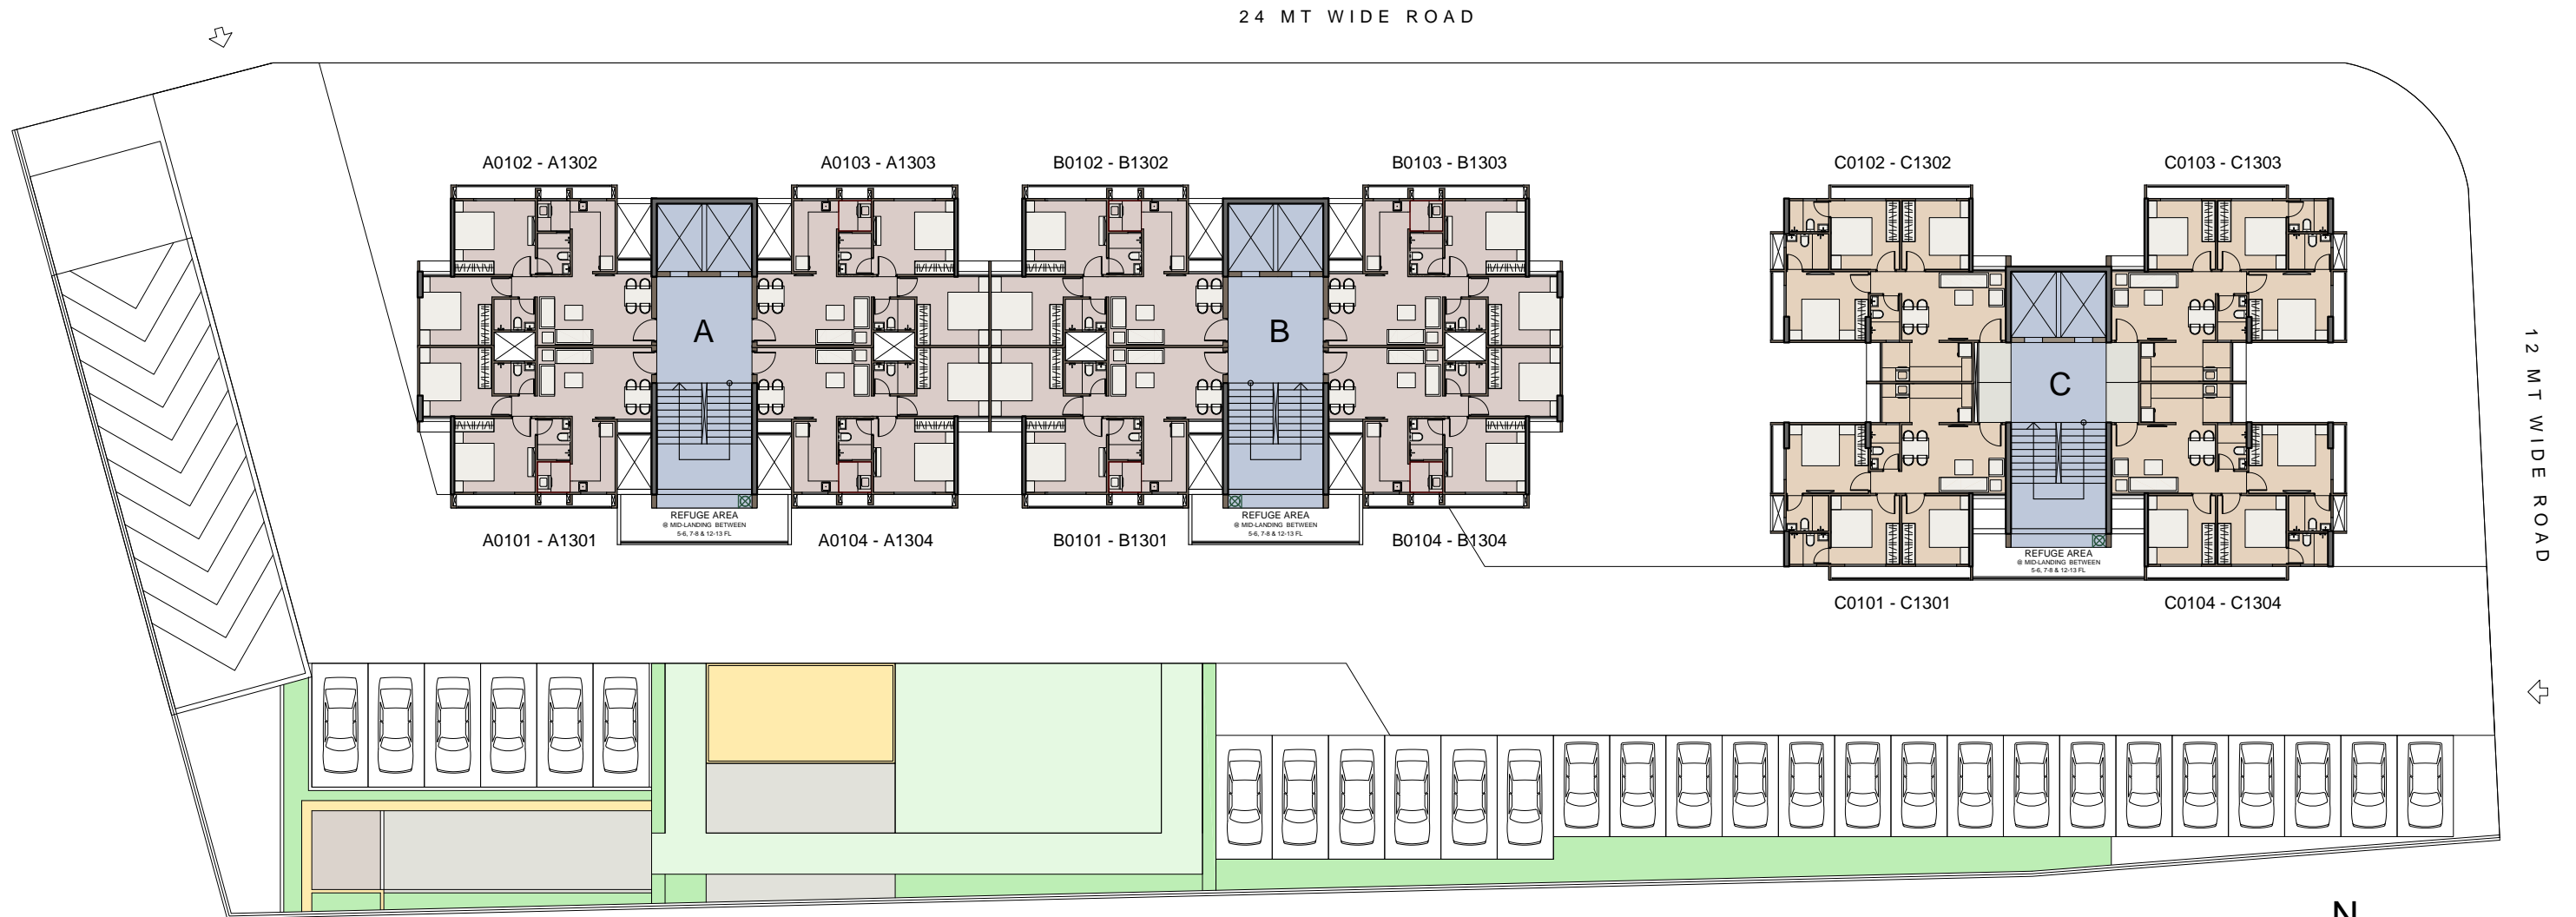 24 MT WIDE ROAD
A0102 - A1302
A0103 - A1303
B0102 - B1302
B0103 - B1303
C0102 - C1302
C0103 - C1303
A
B
C
12 MT WIDE ROAD
REFUGE AREA
@ MID-LANDING BETWEEN
5-6, 7-8 & 12-13 FL
REFUGE AREA
@ MID-LANDING BETWEEN
5-6, 7-8 & 12-13 FL
A0101 - A1301
A0104 - A1304
B0101 - B1301
B0104 - B1304
REFUGE AREA
@ MID-LANDING BETWEEN
5-6, 7-8 & 12-13 FL
C0101 - C1301
C0104 - C1304
N